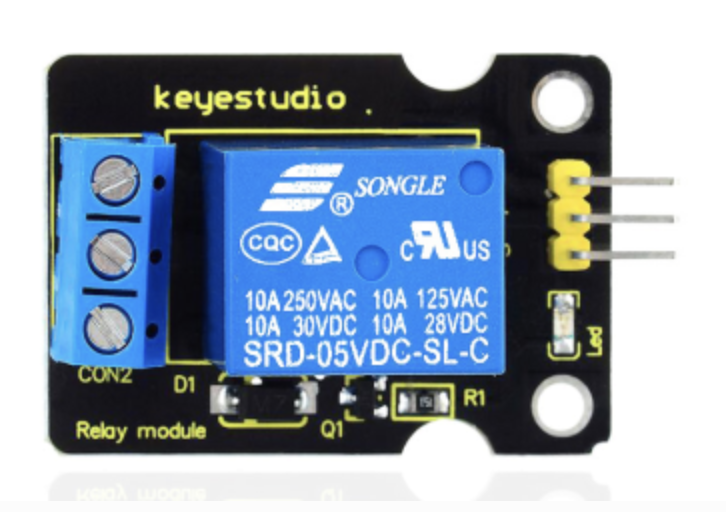 keyestudio .
® SONGLE
CQC
C RU US
10A 250VAC 10A 125VAC
10A 30VDC 10A 28VDC
SRD-05VDC-SL-C
CON2
D1
Led
R1
Relay module
Q1